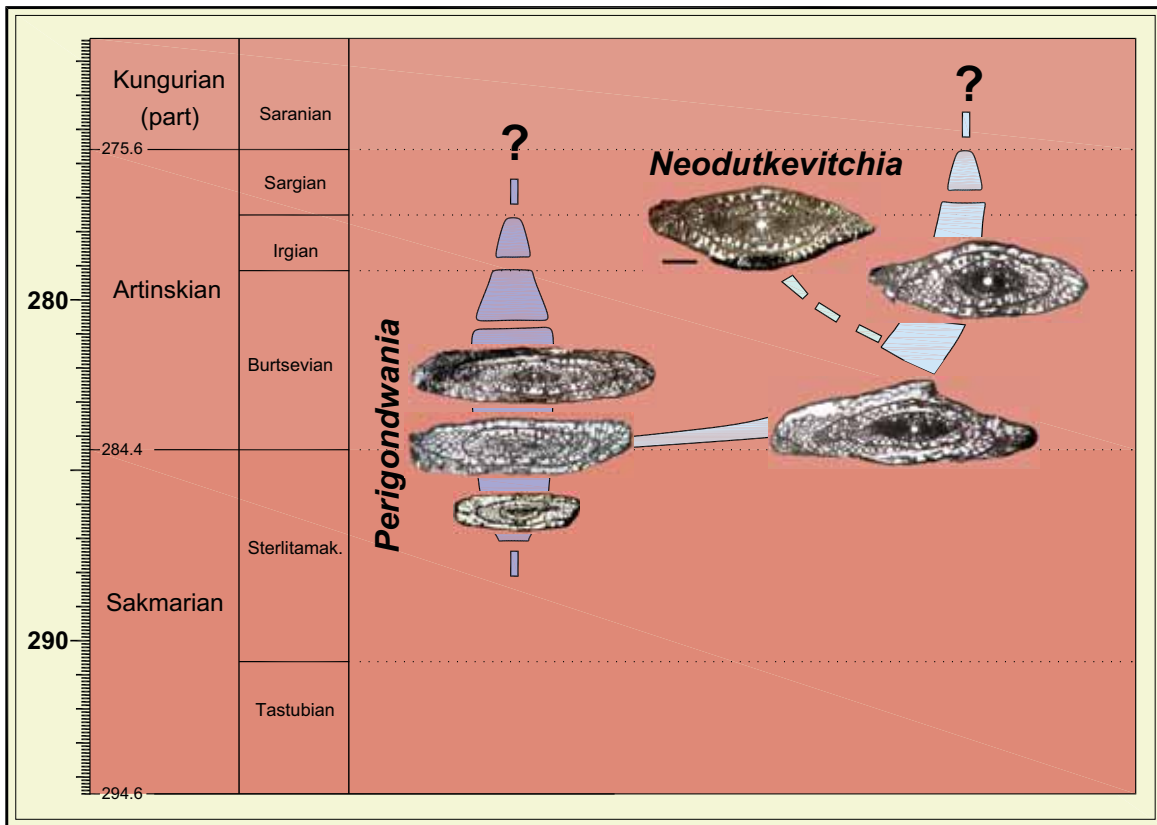 Kungurian
(part)
Saranian
?
?
275.6
Neodutkevitchia
Sargian
Irgian
280
Artinskian
Burtsevian
Perigondwania
284.4
Sterlitamak.
Sakmarian
290
Tastubian
294.6